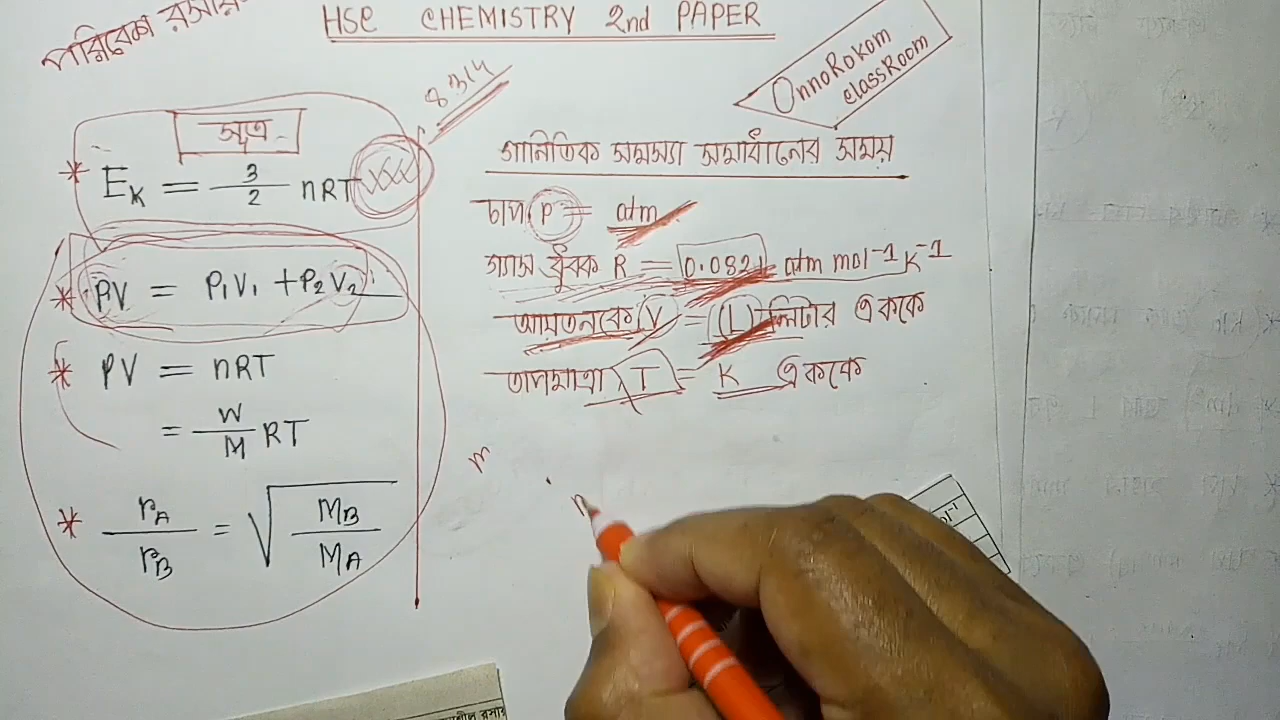 পরিবেশ রসায়ন
HSC CHEMISTRY 2nd PAPER
OnnoRokom
classRoom
8 314
সূত্র
* EK = 3/2 nRT
* PV = P₁V₁ + P₂V₂
* PV = nRT
= W/M RT
* rA/rB = √MB/MA
গানিতিক সমস্যা সমাধানের সময়
চাপ P = atm
গ্যাস ধ্রুবক R = 0.0821 atm mol⁻¹ K⁻¹
আয়তনকে (V) = (L) লিটার এককে
তাপমাত্রা T = K এককে
m